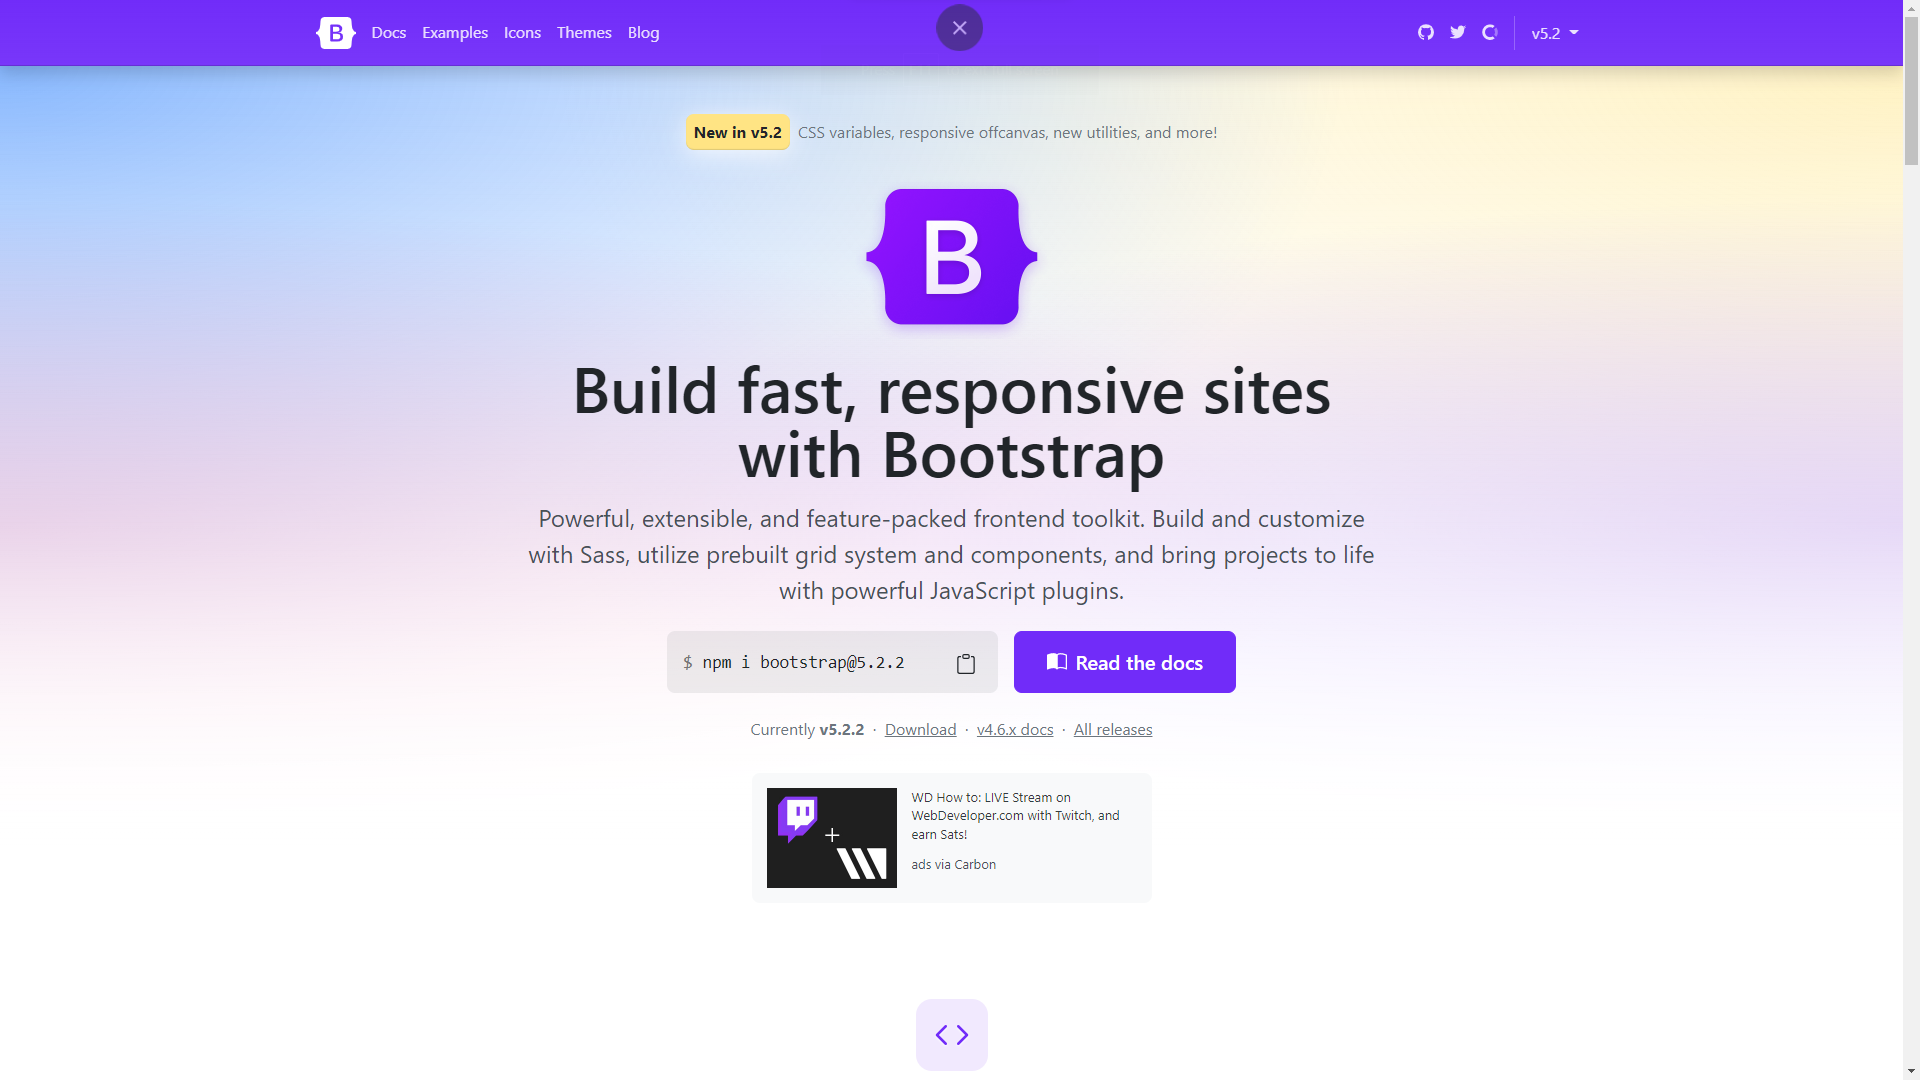 B Docs Examples Icons Themes Blog v5.2
New in v5.2 CSS variables, responsive offcanvas, new utilities, and more!
B
Build fast, responsive sites
with Bootstrap
Powerful, extensible, and feature-packed frontend toolkit. Build and customize
with Sass, utilize prebuilt grid system and components, and bring projects to life
with powerful JavaScript plugins.
$ npm i bootstrap@5.2.2 Read the docs
Currently v5.2.2 · Download · v4.6.x docs · All releases
WD How to: LIVE Stream on
WebDeveloper.com with Twitch, and
earn Sats!
ads via Carbon